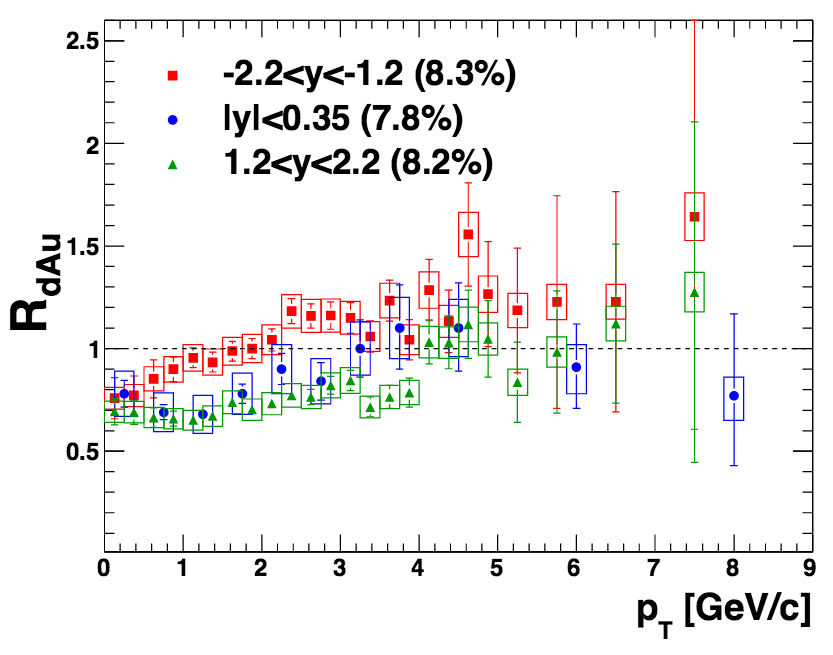 -2.2<y<-1.2 (8.3%)
|y|<0.35 (7.8%)
1.2<y<2.2 (8.2%)
R_dAu
2.5
2
1.5
1
0.5
0 1 2 3 4 5 6 7 8 9
p_T [GeV/c]